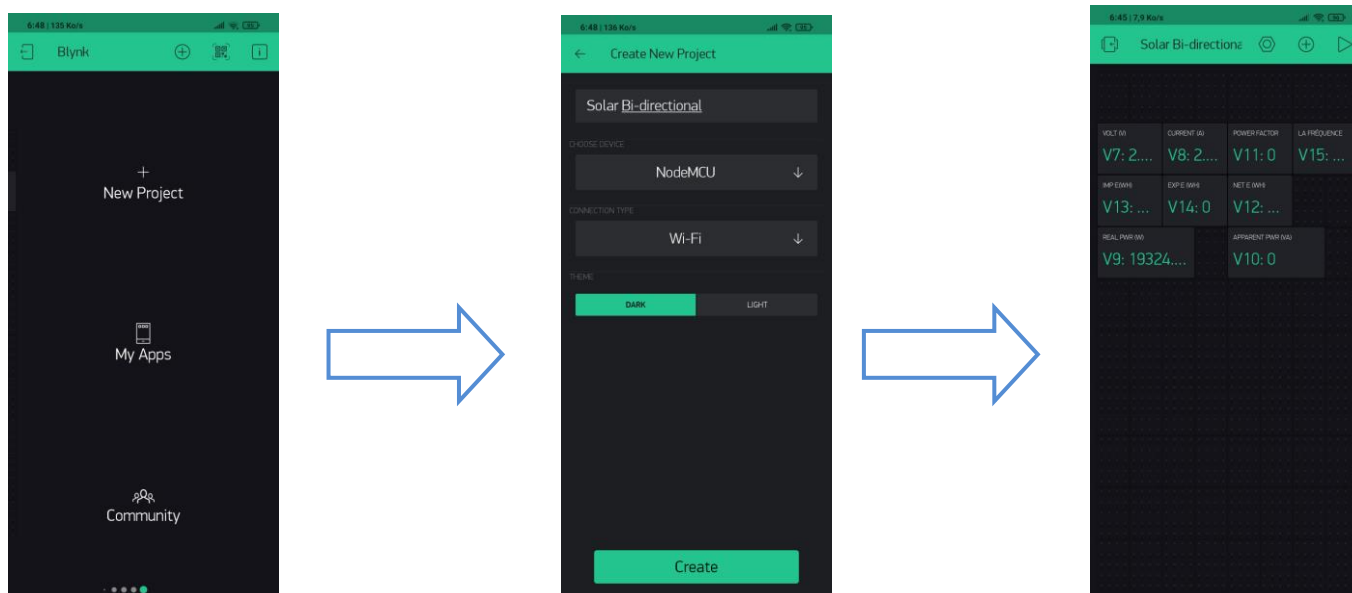 6:48 | 135 Ko/s
Blynk
New Project
My Apps
Community
6:48 | 136 Ko/s
Create New Project
Solar Bi-directional
CHOOSE DEVICE
NodeMCU
CONNECTION TYPE
Wi-Fi
THEME
DARK LIGHT
Create
6:45 | 7,9 Ko/s
Solar Bi-directiona
VOLT (V) CURRENT (A) POWER FACTOR LA FRÉQUENCE
V7: 2.... V8: 2.... V11: 0 V15: ...
IMP E(WH) EXP E (WH) NET E (WH)
V13: ... V14: 0 V12: ...
REAL PWR (W) APPARENT PWR (VA)
V9: 19324.... V10: 0